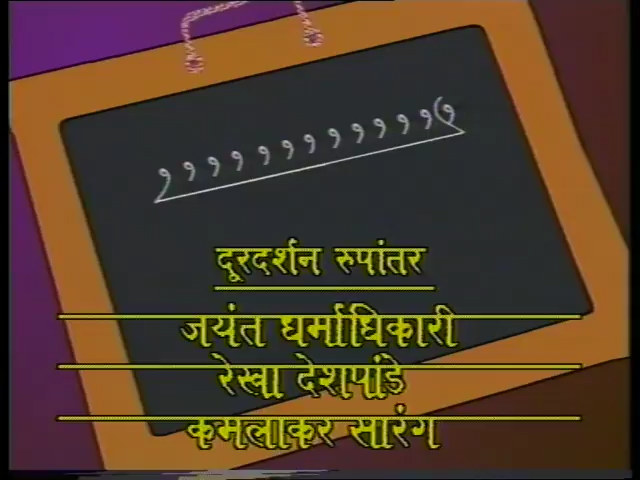 दूरदर्शन रुपांतर
जयंत धर्माधिकारी
रेखा देशपांडे
कमलाकर सारंग